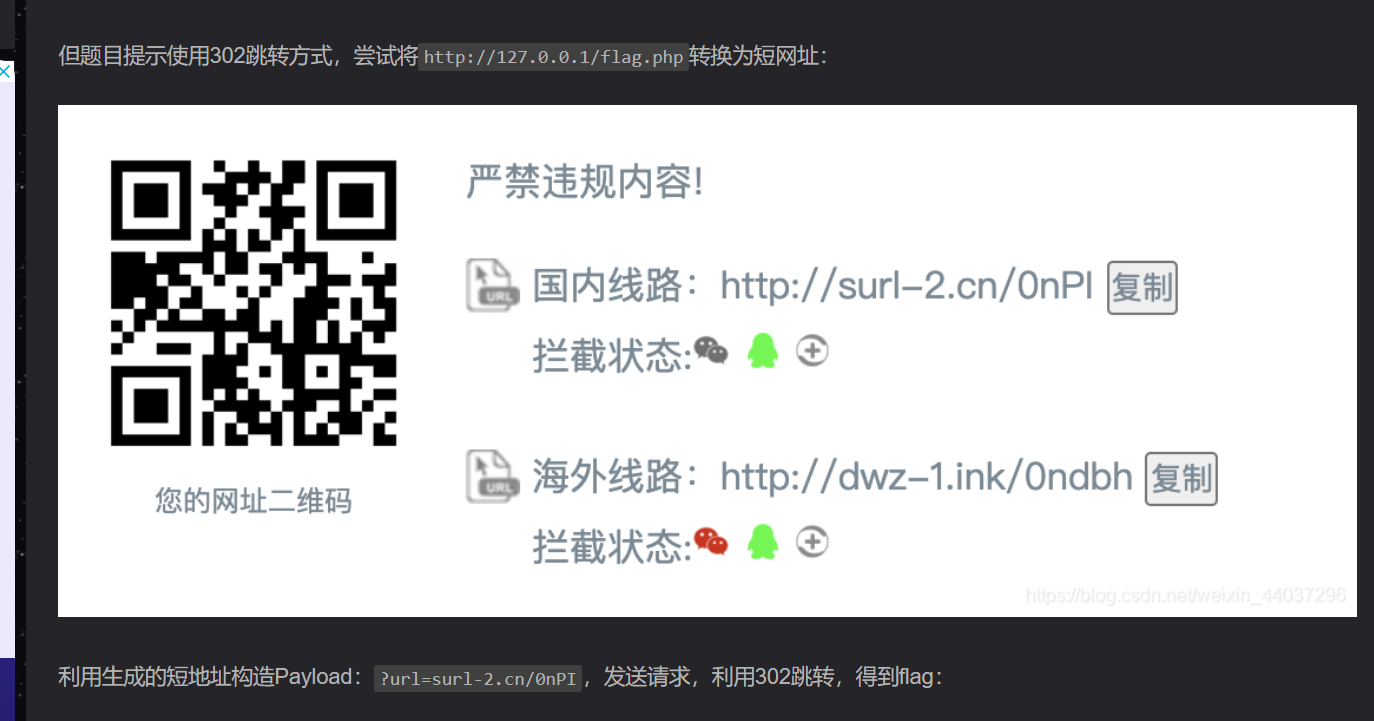 但题目提示使用302跳转方式，尝试将http://127.0.0.1/flag.php转换为短网址：
严禁违规内容!
URL 国内线路：http://surl-2.cn/0nPI 复制
拦截状态:
URL 海外线路：http://dwz-1.ink/0ndbh 复制
拦截状态:
您的网址二维码
https://blog.csdn.net/weixin_44037296
利用生成的短地址构造Payload：?url=surl-2.cn/0nPI，发送请求，利用302跳转，得到flag：